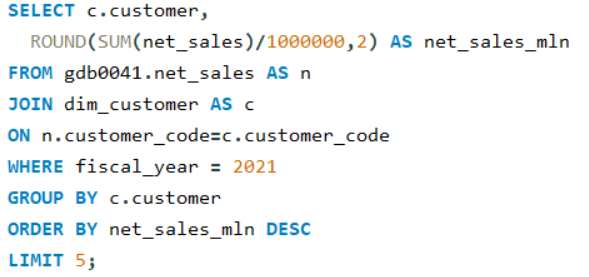 SELECT c.customer,
ROUND(SUM(net_sales)/1000000,2) AS net_sales_mln
FROM gdb0041.net_sales AS n
JOIN dim_customer AS c
ON n.customer_code=c.customer_code
WHERE fiscal_year = 2021
GROUP BY c.customer
ORDER BY net_sales_mln DESC
LIMIT 5;